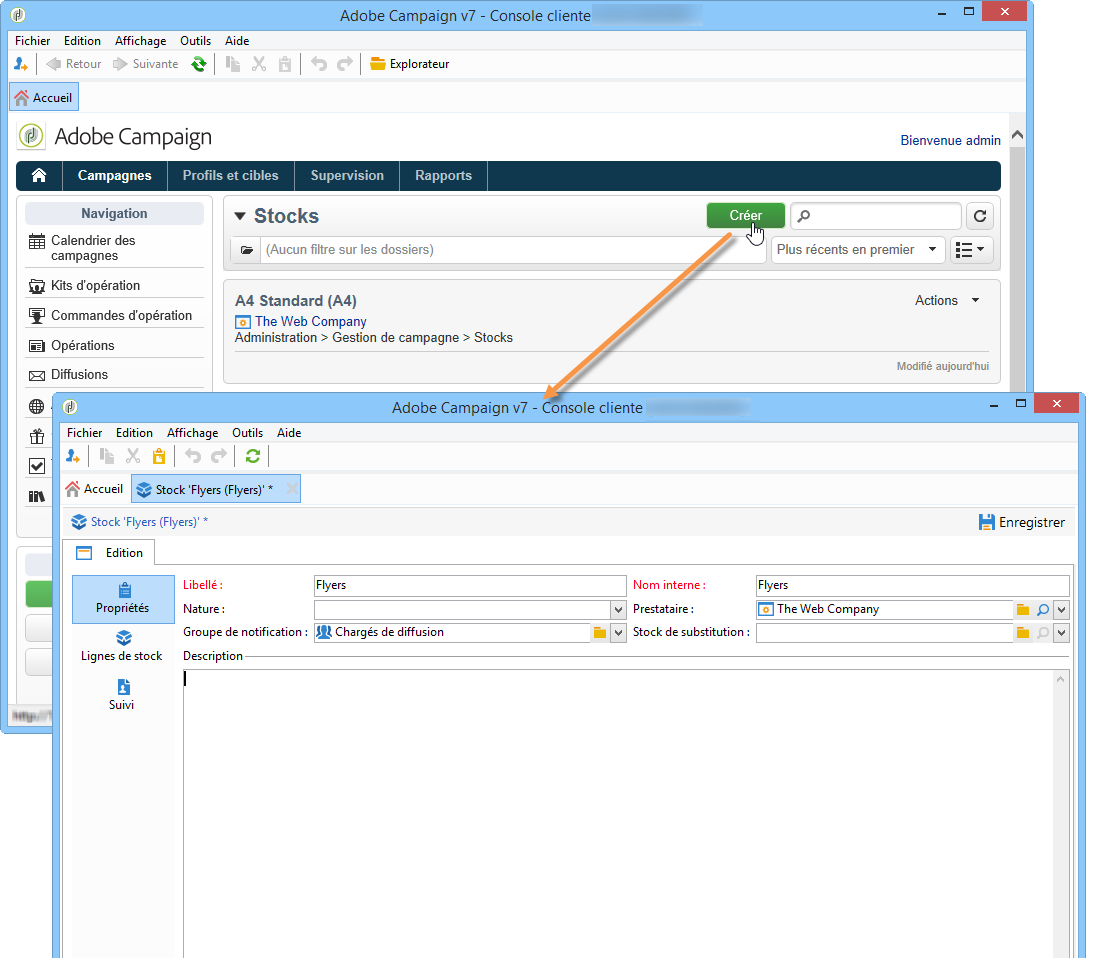 Adobe Campaign v7 - Console cliente
Fichier Edition Affichage Outils Aide
Retour Suivante Explorateur
Accueil
Adobe Campaign
Bienvenue admin
Campagnes Profils et cibles Supervision Rapports
Navigation
Calendrier des
campagnes
Kits d'opération
Commandes d'opération
Opérations
Diffusions
Stocks
Créer
(Aucun filtre sur les dossiers)
Plus récents en premier
A4 Standard (A4)
Actions
The Web Company
Administration > Gestion de campagne > Stocks
Modifié aujourd'hui
Adobe Campaign v7 - Console cliente
Fichier Edition Affichage Outils Aide
Accueil Stock 'Flyers (Flyers)' *
Stock 'Flyers (Flyers)' *
Enregistrer
Edition
Propriétés
Lignes de stock
Suivi
Libellé : Flyers Nom interne : Flyers
Nature : Prestataire : The Web Company
Groupe de notification : Chargés de diffusion Stock de substitution :
Description